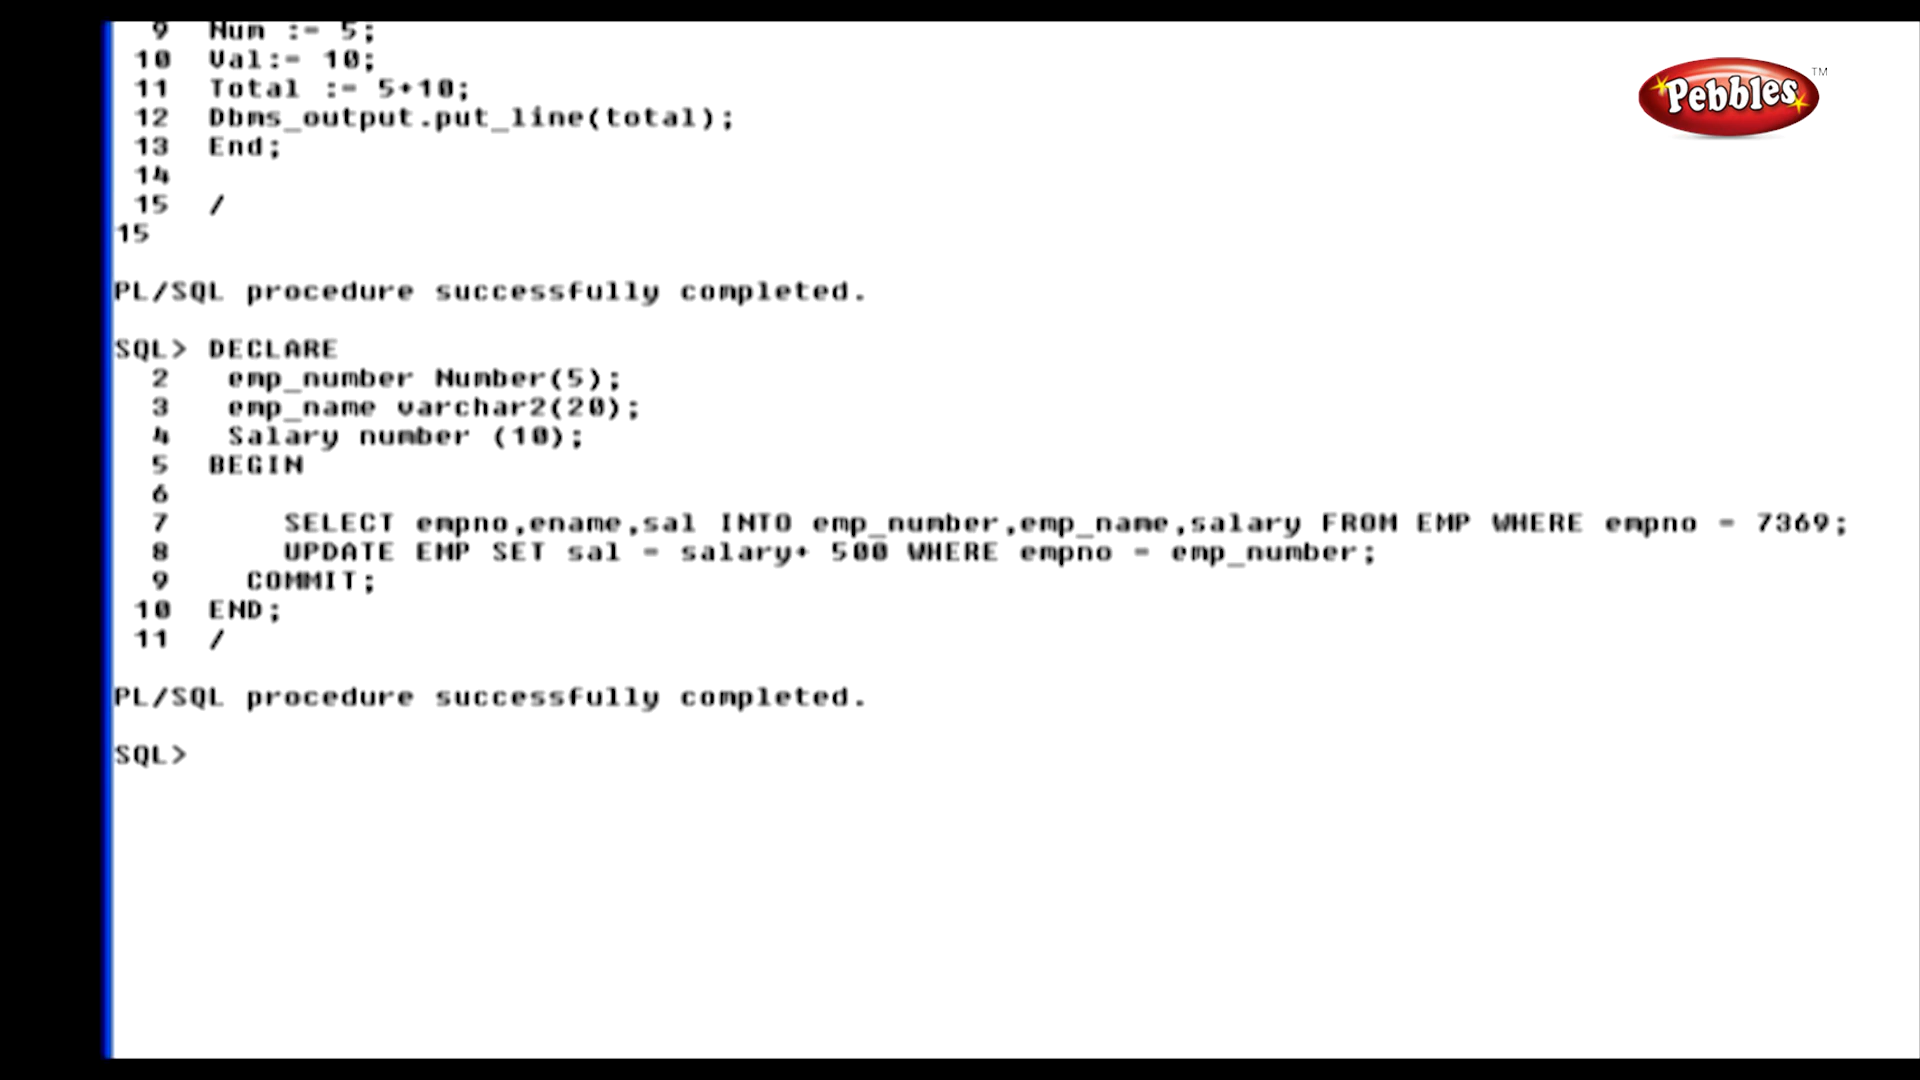 9 Num := 5;
10 Val:= 10;
11 Total := 5+10;
12 Dbms_output.put_line(total);
13 End;
14
15 /
15
PL/SQL procedure successfully completed.
SQL> DECLARE
2 emp_number Number(5);
3 emp_name varchar2(20);
4 Salary number (10);
5 BEGIN
6
7 SELECT empno,ename,sal INTO emp_number,emp_name,salary FROM EMP WHERE empno = 7369;
8 UPDATE EMP SET sal = salary+ 500 WHERE empno = emp_number;
9 COMMIT;
10 END;
11 /
PL/SQL procedure successfully completed.
SQL>
Pebbles TM